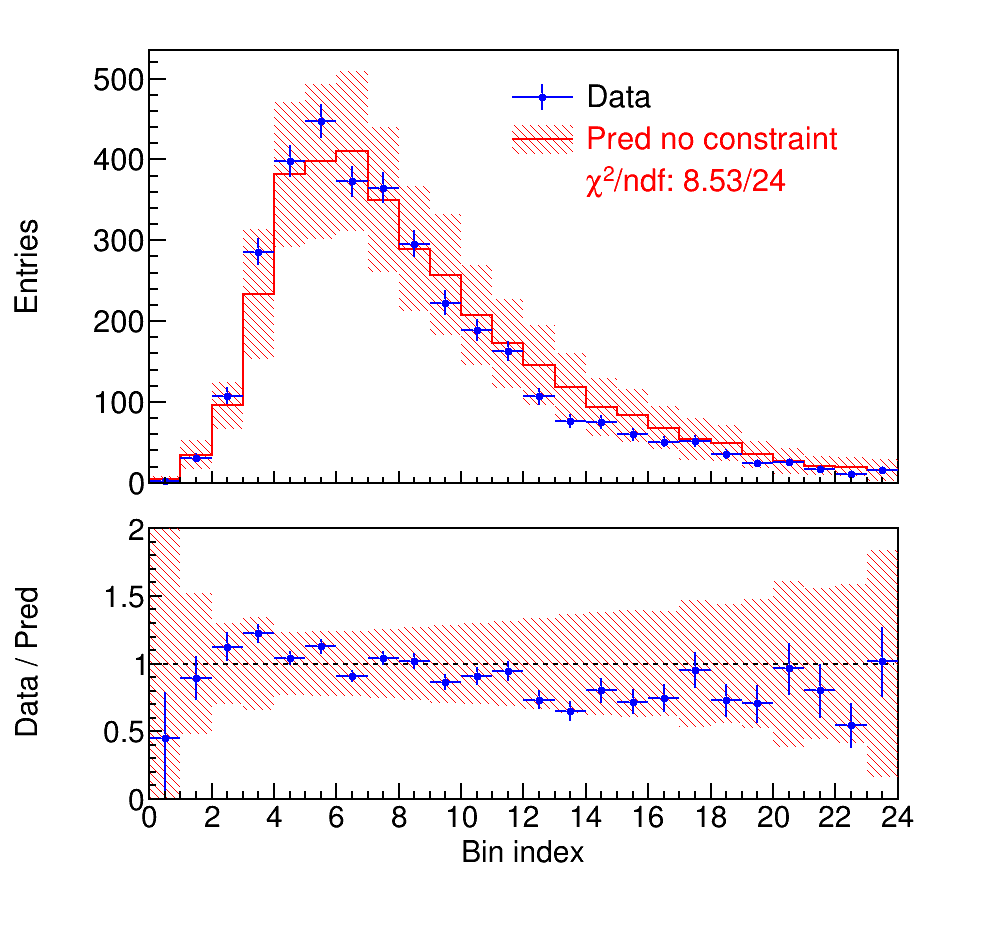 500
400
300
200
100
0
Entries
Data
Pred no constraint
χ²/ndf: 8.53/24
2
1.5
1
0.5
0
Data / Pred
0 2 4 6 8 10 12 14 16 18 20 22 24
Bin index